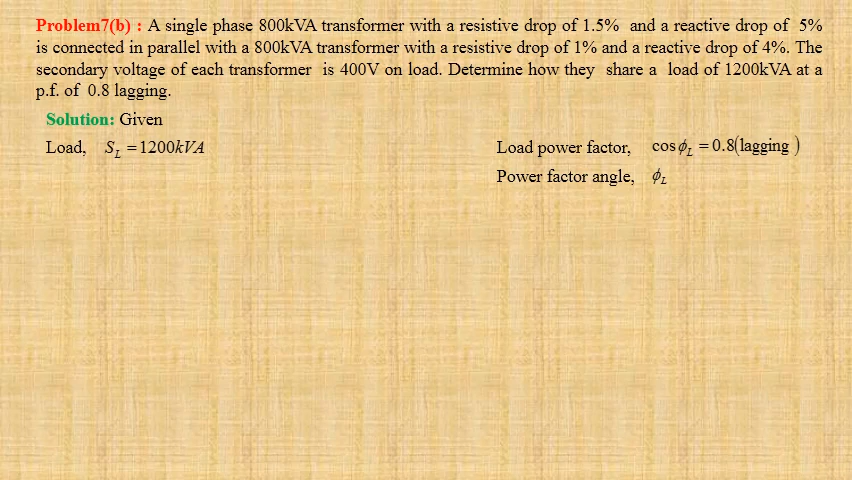 Problem7(b) : A single phase 800kVA transformer with a resistive drop of 1.5% and a reactive drop of 5%
is connected in parallel with a 800kVA transformer with a resistive drop of 1% and a reactive drop of 4%. The
secondary voltage of each transformer is 400V on load. Determine how they share a load of 1200kVA at a
p.f. of 0.8 lagging.
Solution: Given
Load, S_L = 1200kVA Load power factor, cosϕ_L = 0.8(lagging )
Power factor angle, ϕ_L